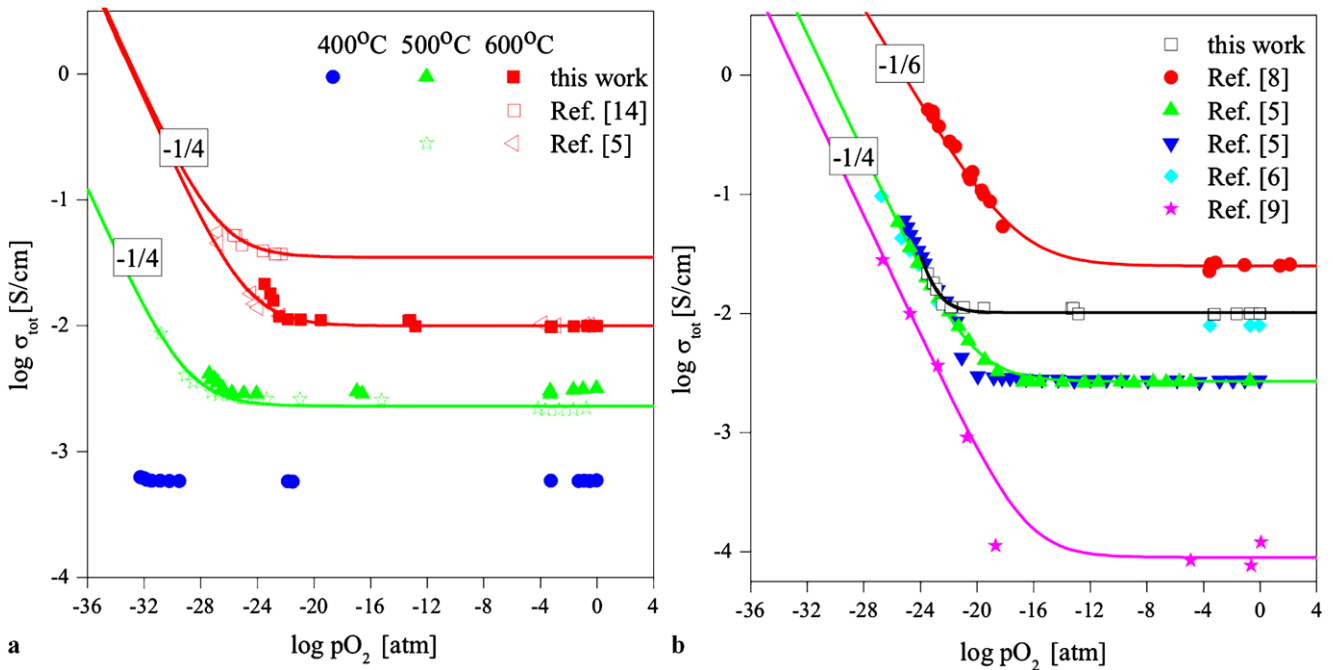 400°C 500°C 600°C
this work
Ref. [14]
Ref. [5]
-1/4
-1/4
0
-1
-2
-3
-4
log σtot [S/cm]
-36 -32 -28 -24 -20 -16 -12 -8 -4 0 4
log pO2 [atm]
a
this work
Ref. [8]
Ref. [5]
Ref. [5]
Ref. [6]
Ref. [9]
-1/6
-1/4
0
-1
-2
-3
-4
log σtot [S/cm]
-36 -32 -28 -24 -20 -16 -12 -8 -4 0 4
log pO2 [atm]
b